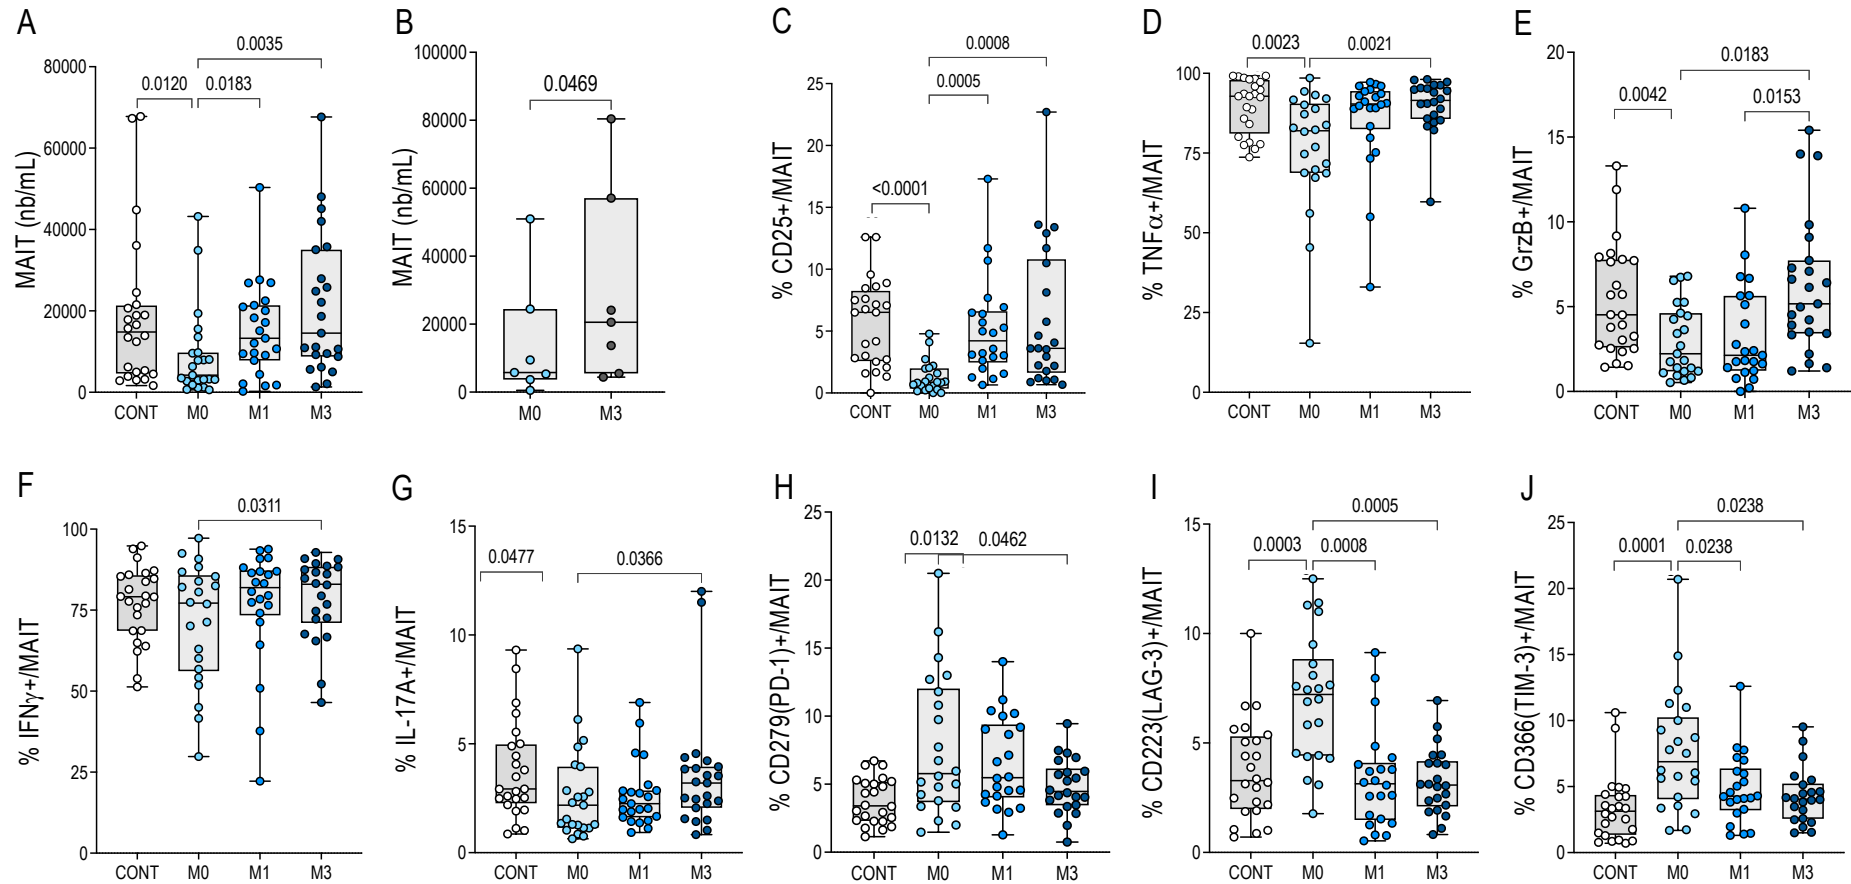 A
MAIT (nb/mL)
80000
60000
40000
20000
0
0.0035
0.0120
0.0183
CONT
M0
M1
M3
B
MAIT (nb/mL)
100000
80000
60000
40000
20000
0
0.0469
M0
M3
C
% CD25+/MAIT
25
20
15
10
5
0
0.0008
0.0005
<0.0001
CONT
M0
M1
M3
D
% TNFα+/MAIT
100
75
50
25
0
0.0023
0.0021
CONT
M0
M1
M3
E
% GrzB+/MAIT
20
15
10
5
0
0.0183
0.0042
0.0153
CONT
M0
M1
M3
F
% IFNγ+/MAIT
100
75
50
25
0
0.0311
CONT
M0
M1
M3
G
% IL-17A+/MAIT
15
10
5
0
0.0477
0.0366
CONT
M0
M1
M3
H
% CD279(PD-1)+/MAIT
25
20
15
10
5
0
0.0132
0.0462
CONT
M0
M1
M3
I
% CD223(LAG-3)+/MAIT
15
10
5
0
0.0005
0.0003
0.0008
CONT
M0
M1
M3
J
% CD366(TIM-3)+/MAIT
25
20
15
10
5
0
0.0238
0.0001
0.0238
CONT
M0
M1
M3